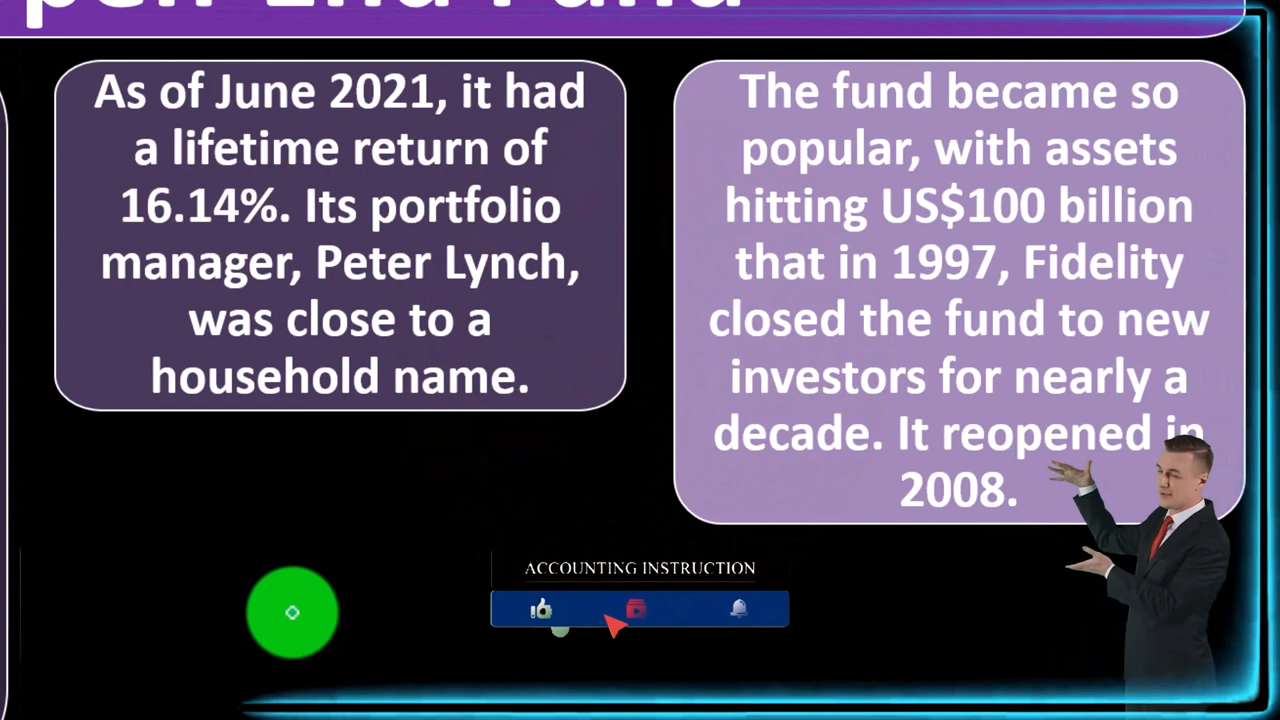 As of June 2021, it had
a lifetime return of
16.14%. Its portfolio
manager, Peter Lynch,
was close to a
household name.
The fund became so
popular, with assets
hitting US$100 billion
that in 1997, Fidelity
closed the fund to new
investors for nearly a
decade. It reopened in
2008.
ACCOUNTING INSTRUCTION